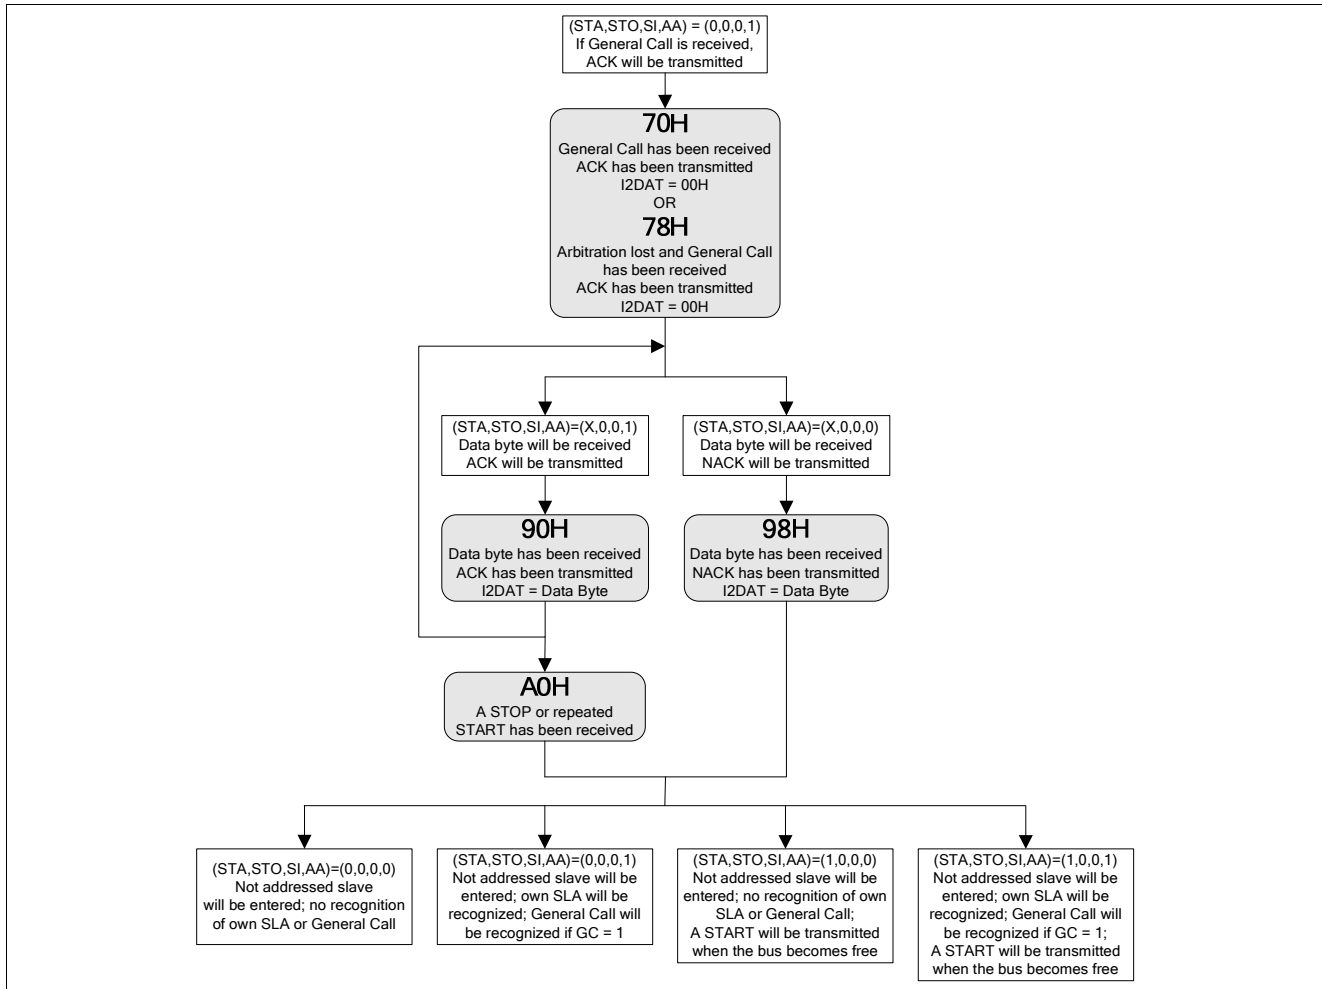 (STA,STO,SI,AA) = (0,0,0,1)
If General Call is received,
ACK will be transmitted
70H
General Call has been received
ACK has been transmitted
I2DAT = 00H
OR
78H
Arbitration lost and General Call
has been received
ACK has been transmitted
I2DAT = 00H
(STA,STO,SI,AA)=(X,0,0,1)
Data byte will be received
ACK will be transmitted
(STA,STO,SI,AA)=(X,0,0,0)
Data byte will be received
NACK will be transmitted
90H
Data byte has been received
ACK has been transmitted
I2DAT = Data Byte
98H
Data byte has been received
NACK has been transmitted
I2DAT = Data Byte
A0H
A STOP or repeated
START has been received
(STA,STO,SI,AA)=(0,0,0,0)
Not addressed slave
will be entered; no recognition
of own SLA or General Call
(STA,STO,SI,AA)=(0,0,0,1)
Not addressed slave will be
entered; own SLA will be
recognized; General Call will
be recognized if GC = 1
(STA,STO,SI,AA)=(1,0,0,0)
Not addressed slave will be
entered; no recognition of own
SLA or General Call;
A START will be transmitted
when the bus becomes free
(STA,STO,SI,AA)=(1,0,0,1)
Not addressed slave will be
entered; own SLA will be
recognized; General Call will
be recognized if GC = 1;
A START will be transmitted
when the bus becomes free